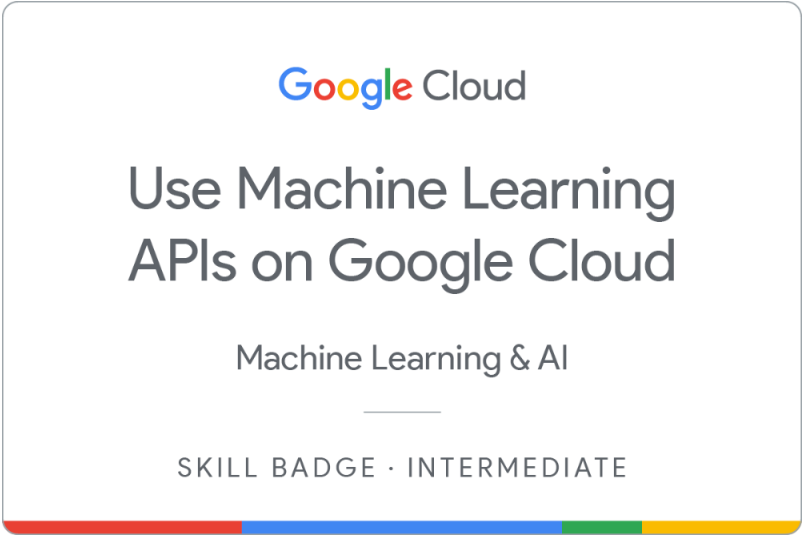 Google Cloud
Use Machine Learning
APIs on Google Cloud
Machine Learning & AI
SKILL BADGE · INTERMEDIATE